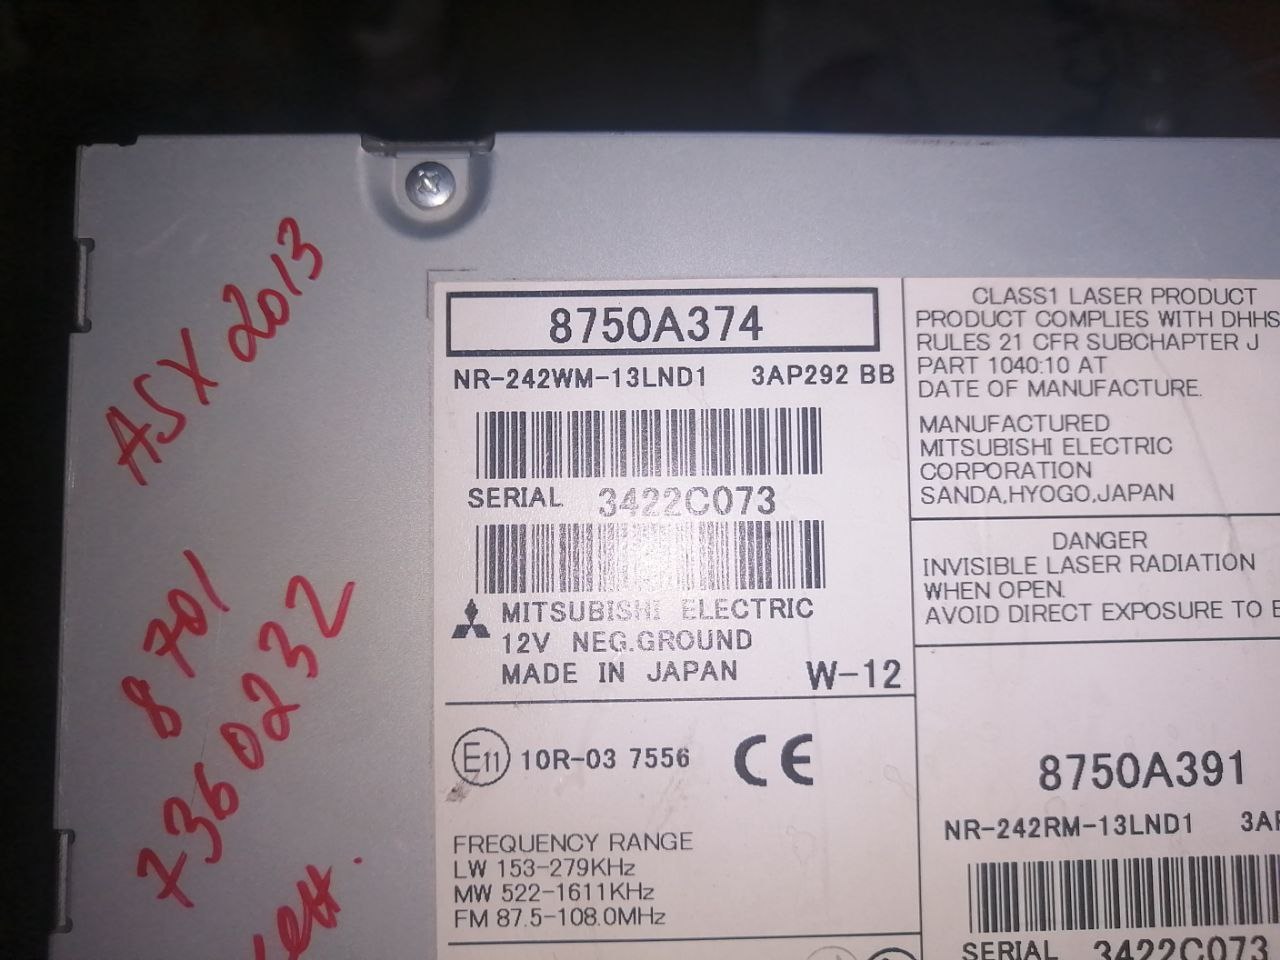 ASX 2013
8 701
7360232
8750A374
NR-242WM-13LND1 3AP292 BB
SERIAL 3422C073
MITSUBISHI ELECTRIC
12V NEG.GROUND
MADE IN JAPAN W-12
E11 10R-03 7556 CE
FREQUENCY RANGE
LW 153-279KHz
MW 522-1611KHz
FM 87.5-108.0MHz
CLASS1 LASER PRODUCT
PRODUCT COMPLIES WITH DHHS
RULES 21 CFR SUBCHAPTER J
PART 1040:10 AT
DATE OF MANUFACTURE.
MANUFACTURED
MITSUBISHI ELECTRIC
CORPORATION
SANDA,HYOGO,JAPAN
DANGER
INVISIBLE LASER RADIATION
WHEN OPEN.
AVOID DIRECT EXPOSURE TO
8750A391
NR-242RM-13LND1
SERIAL 3422C073